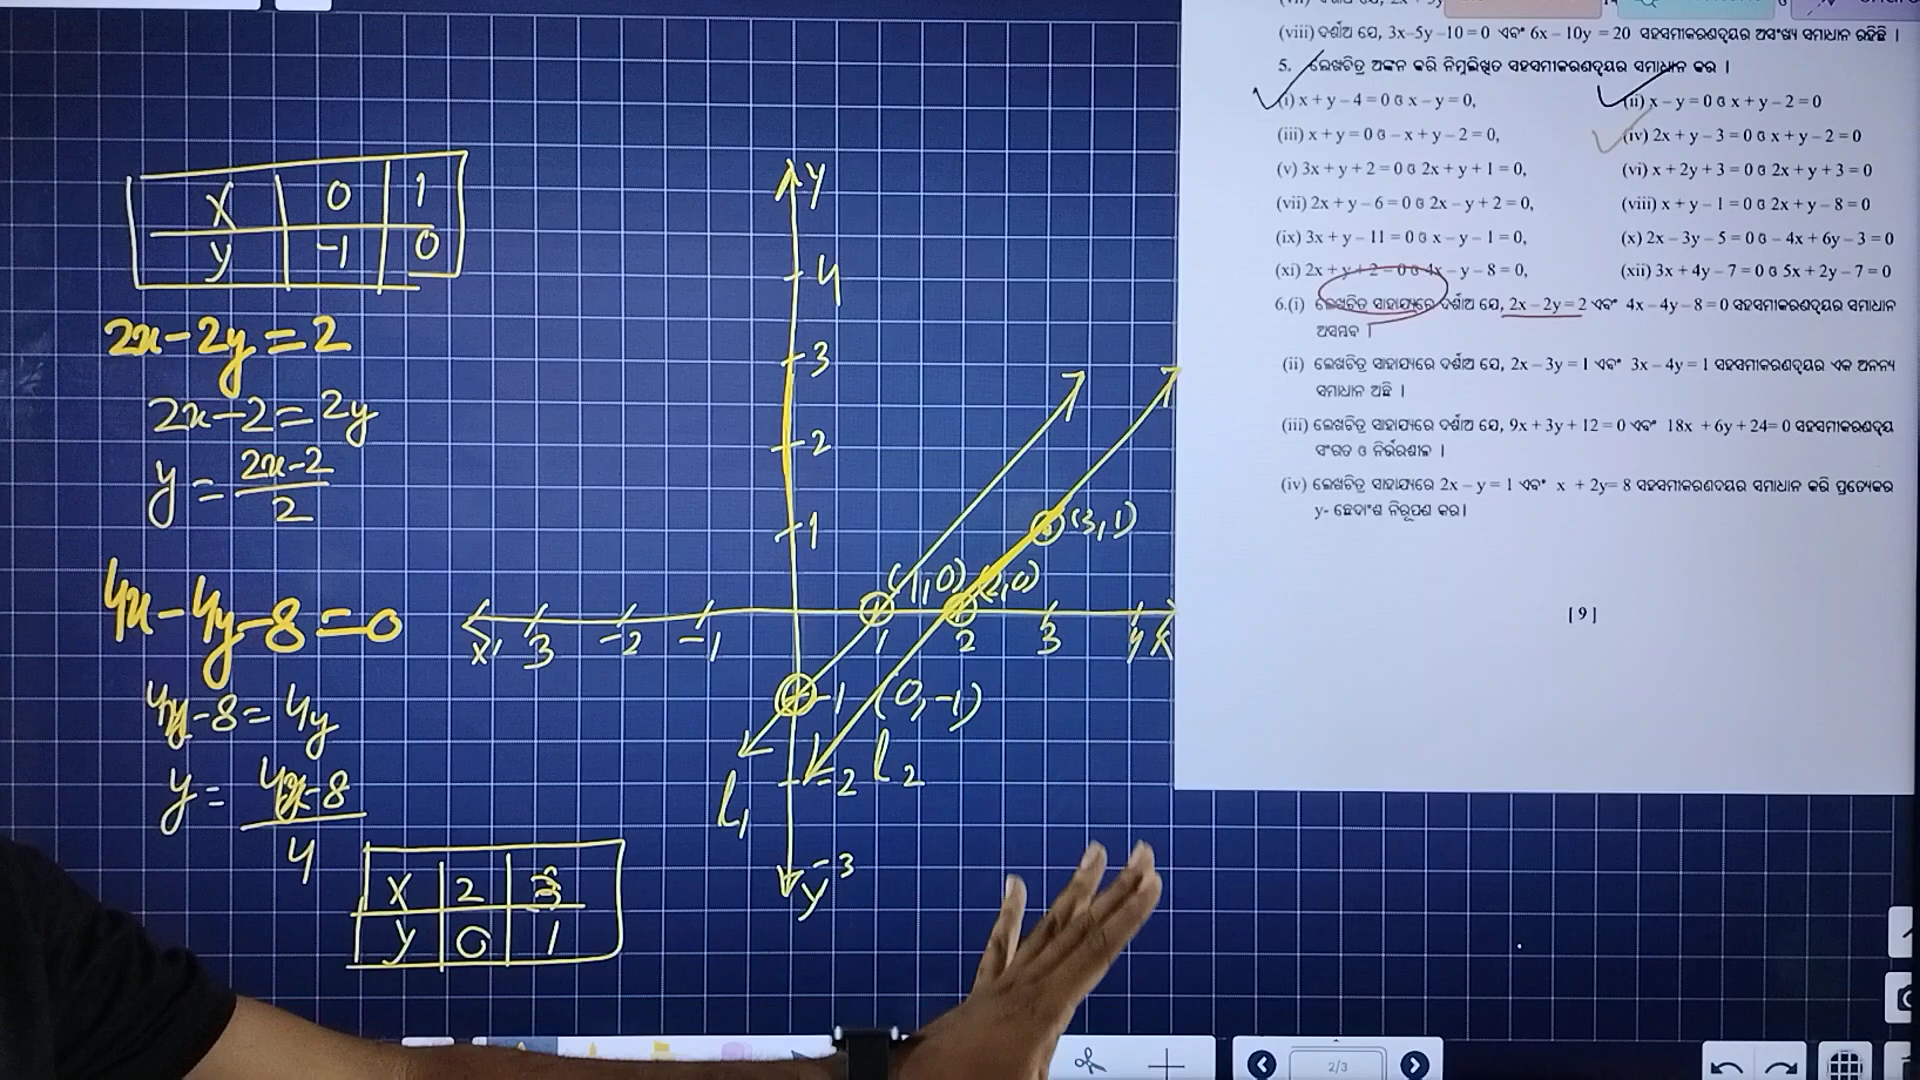 x 0 1
y -1 0
2x-2y=2
2x-2=2y
y = 2x-2
2
4x-4y-8=0
4y-8=4y
y = 4x-8
4
x 2 3
y 0 1
y
4
3
2
1
(3,1)
(1,0) (2,0)
x' 3 -2 -1 1 2 3 4 x
-1 (0,-1)
-2 l2
l1
-3
y
(viii) ଦର୍ଶାଅ ଯେ, 3x-5y -10 = 0 ଏବଂ 6x - 10y = 20 ସହସମୀକରଣଦ୍ୱୟର ଅସଂଖ୍ୟ ସମାଧାନ ରହିଛି ।
5. ଲେଖଚିତ୍ର ଅଙ୍କନ କରି ନିମ୍ନଲିଖିତ ସହସମୀକରଣଦ୍ୱୟର ସମାଧାନ କର ।
(i) x + y - 4 = 0 ଓ x - y = 0, (ii) x - y = 0 ଓ x + y - 2 = 0
(iii) x + y = 0 ଓ - x + y - 2 = 0, (iv) 2x + y - 3 = 0 ଓ x + y - 2 = 0
(v) 3x + y + 2 = 0 ଓ 2x + y + 1 = 0, (vi) x + 2y + 3 = 0 ଓ 2x + y + 3 = 0
(vii) 2x + y - 6 = 0 ଓ 2x - y + 2 = 0, (viii) x + y - 1 = 0 ଓ 2x + y - 8 = 0
(ix) 3x + y - 11 = 0 ଓ x - y - 1 = 0, (x) 2x - 3y - 5 = 0 ଓ - 4x + 6y - 3 = 0
(xi) 2x + y + 2 = 0 ଓ 4x - y - 8 = 0, (xii) 3x + 4y - 7 = 0 ଓ 5x + 2y - 7 = 0
6.(i) ଲେଖଚିତ୍ର ସାହାଯ୍ୟରେ ଦର୍ଶାଅ ଯେ, 2x - 2y = 2 ଏବଂ 4x - 4y - 8 = 0 ସହସମୀକରଣଦ୍ୱୟର ସମାଧାନ
ଅସମ୍ଭବ ।
(ii) ଲେଖଚିତ୍ର ସାହାଯ୍ୟରେ ଦର୍ଶାଅ ଯେ, 2x - 3y = 1 ଏବଂ 3x - 4y = 1 ସହସମୀକରଣଦ୍ୱୟର ଏକ ଅନନ୍ୟ
ସମାଧାନ ଅଛି ।
(iii) ଲେଖଚିତ୍ର ସାହାଯ୍ୟରେ ଦର୍ଶାଅ ଯେ, 9x + 3y + 12 = 0 ଏବଂ 18x + 6y + 24= 0 ସହସମୀକରଣଦ୍ୱୟ
ସଂଗତ ଓ ନିର୍ଭରଶୀଳ ।
(iv) ଲେଖଚିତ୍ର ସାହାଯ୍ୟରେ 2x - y = 1 ଏବଂ x + 2y= 8 ସହସମୀକରଣଦ୍ୱୟର ସମାଧାନ କରି ପ୍ରତ୍ୟେକର
y- ଛେଦାଂଶ ନିରୂପଣ କର।
[ 9 ]
2/3